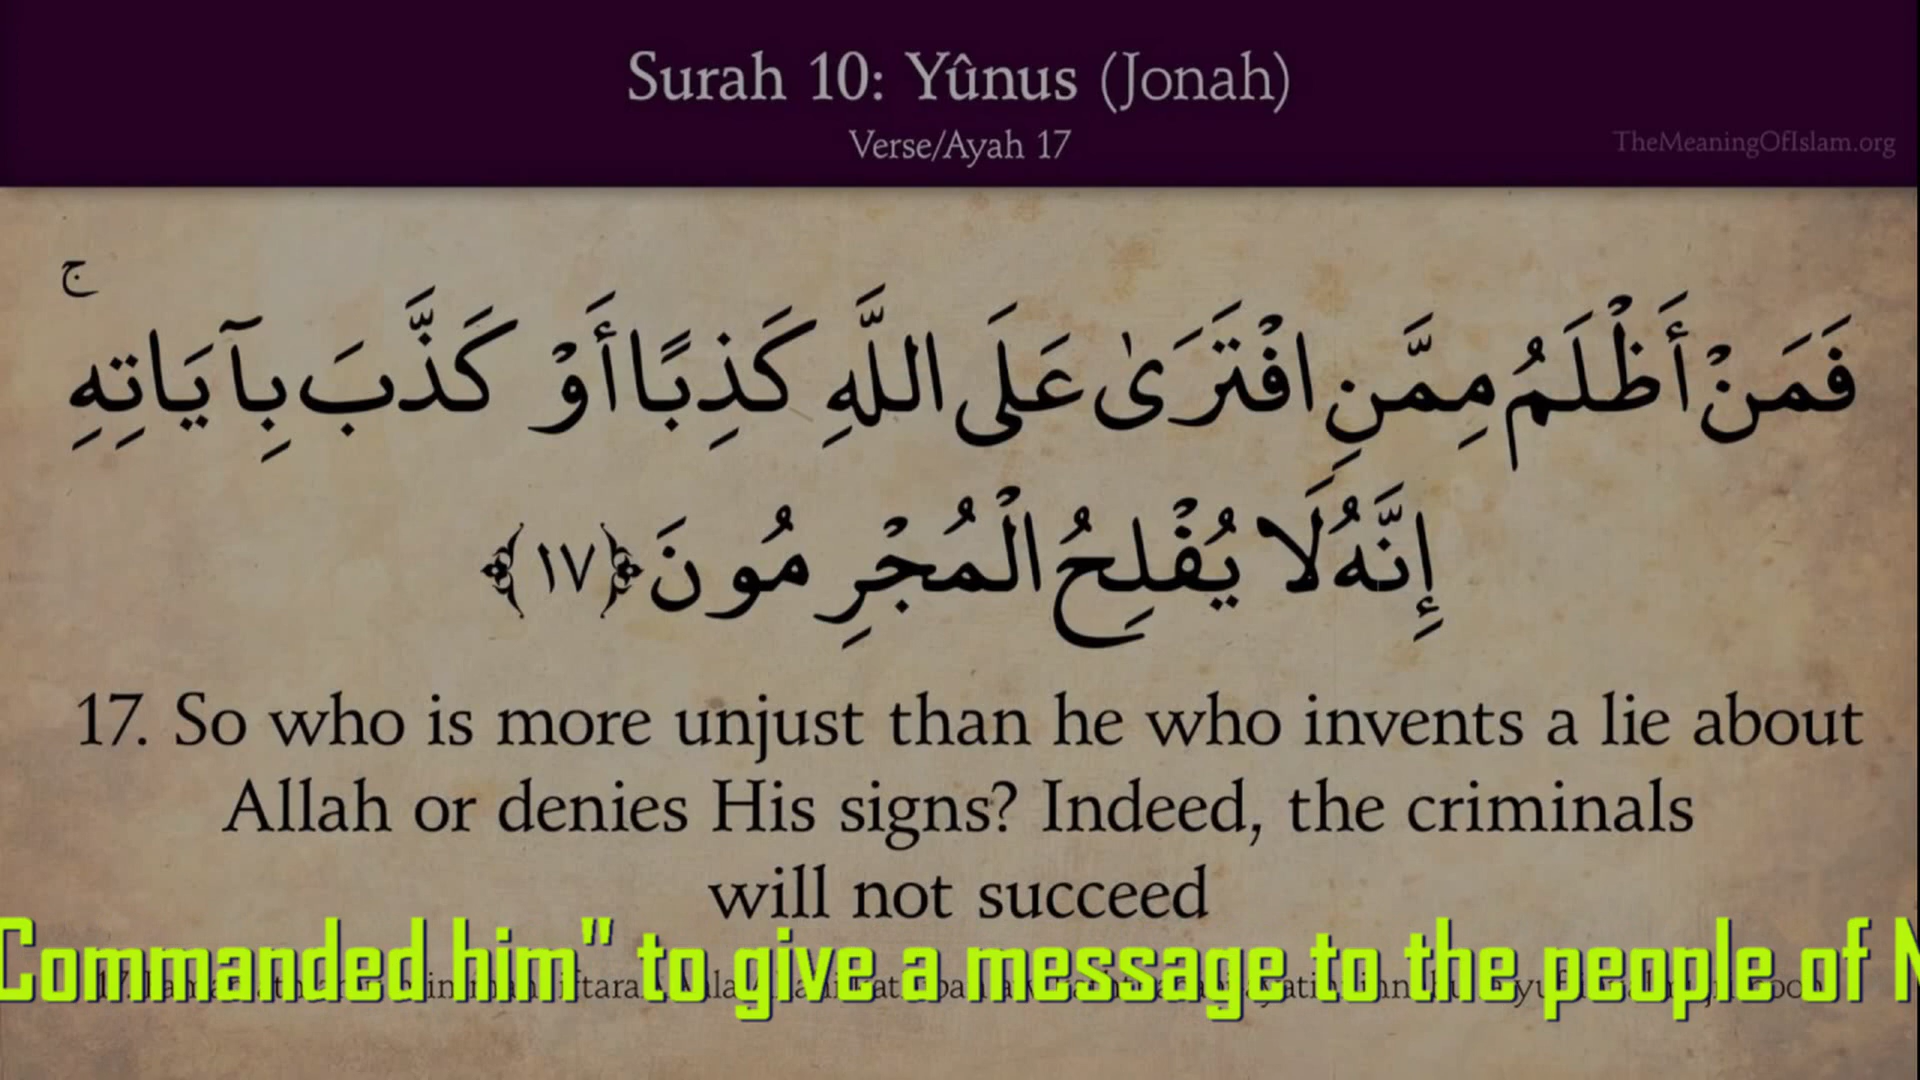 Surah 10: Yûnus (Jonah)
Verse/Ayah 17
TheMeaningOfIslam.org
فَمَنْ أَظْلَمُ مِمَّنِ افْتَرَىٰ عَلَى اللَّهِ كَذِبًا أَوْ كَذَّبَ بِآيَاتِهِ ۚ
إِنَّهُ لَا يُفْلِحُ الْمُجْرِمُونَ ﴿١٧﴾
17. So who is more unjust than he who invents a lie about
Allah or denies His signs? Indeed, the criminals
will not succeed
Commanded him" to give a message to the people of N